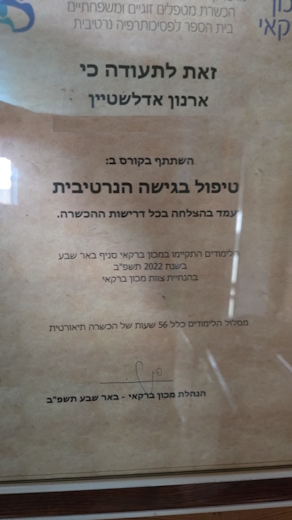 הכשרת מטפלים זוגיים ומשפחתיים
בית הספר לפסיכותרפיה נרטיבית
זאת לתעודה כי
ארנון אדלשטיין
השתתף בקורס ב:
טיפול בגישה הנרטיבית
עמד בהצלחה בכל דרישות ההכשרה.
הלימודים התקיימו במכון ברקאי סניף באר שבע
בשנת 2022 תשפ"ב
בהנחיית צוות מכון ברקאי
מסלול הלימודים כלל 56 שעות של הכשרה תיאורטית
הנהלת מכון ברקאי - באר שבע תשפ"ב